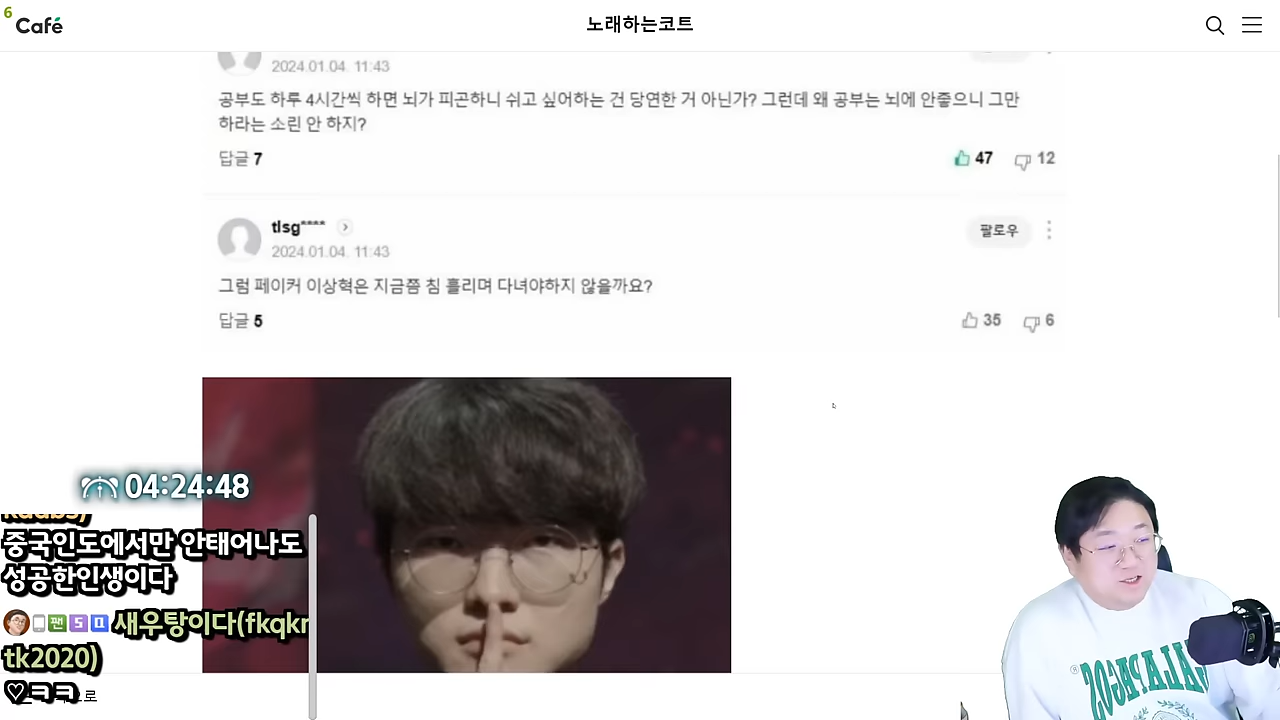 6
Café
노래하는코트
2024.01.04. 11:43
공부도 하루 4시간씩 하면 뇌가 피곤하니 쉬고 싶어하는 건 당연한 거 아닌가? 그런데 왜 공부는 뇌에 안좋으니 그만
하라는 소린 안 하지?
답글 7
47
12
tlsg****
팔로우
2024.01.04. 11:43
그럼 페이커 이상혁은 지금쯤 침 흘리며 다녀야하지 않을까요?
답글 5
35
6
04:24:48
중국인도에서만 안태어나도
성공한인생이다
팬 5
새우탕이다(fkqkr
tk2020)
♡ㅋㅋ
로
GALAPAGOS